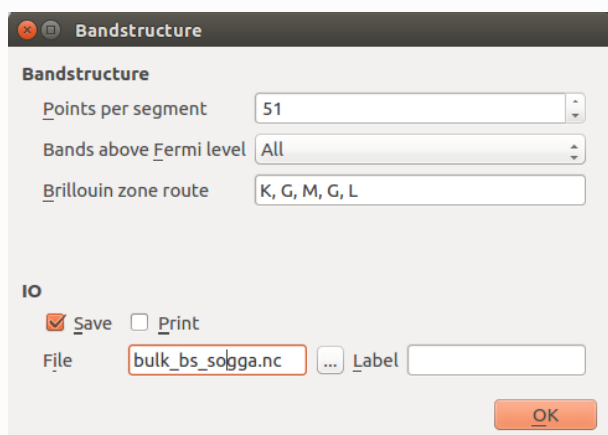 Bandstructure
Bandstructure
Points per segment 51
Bands above Fermi level All
Brillouin zone route K, G, M, G, L
IO
Save Print
File bulk_bs_sogga.nc ... Label
OK